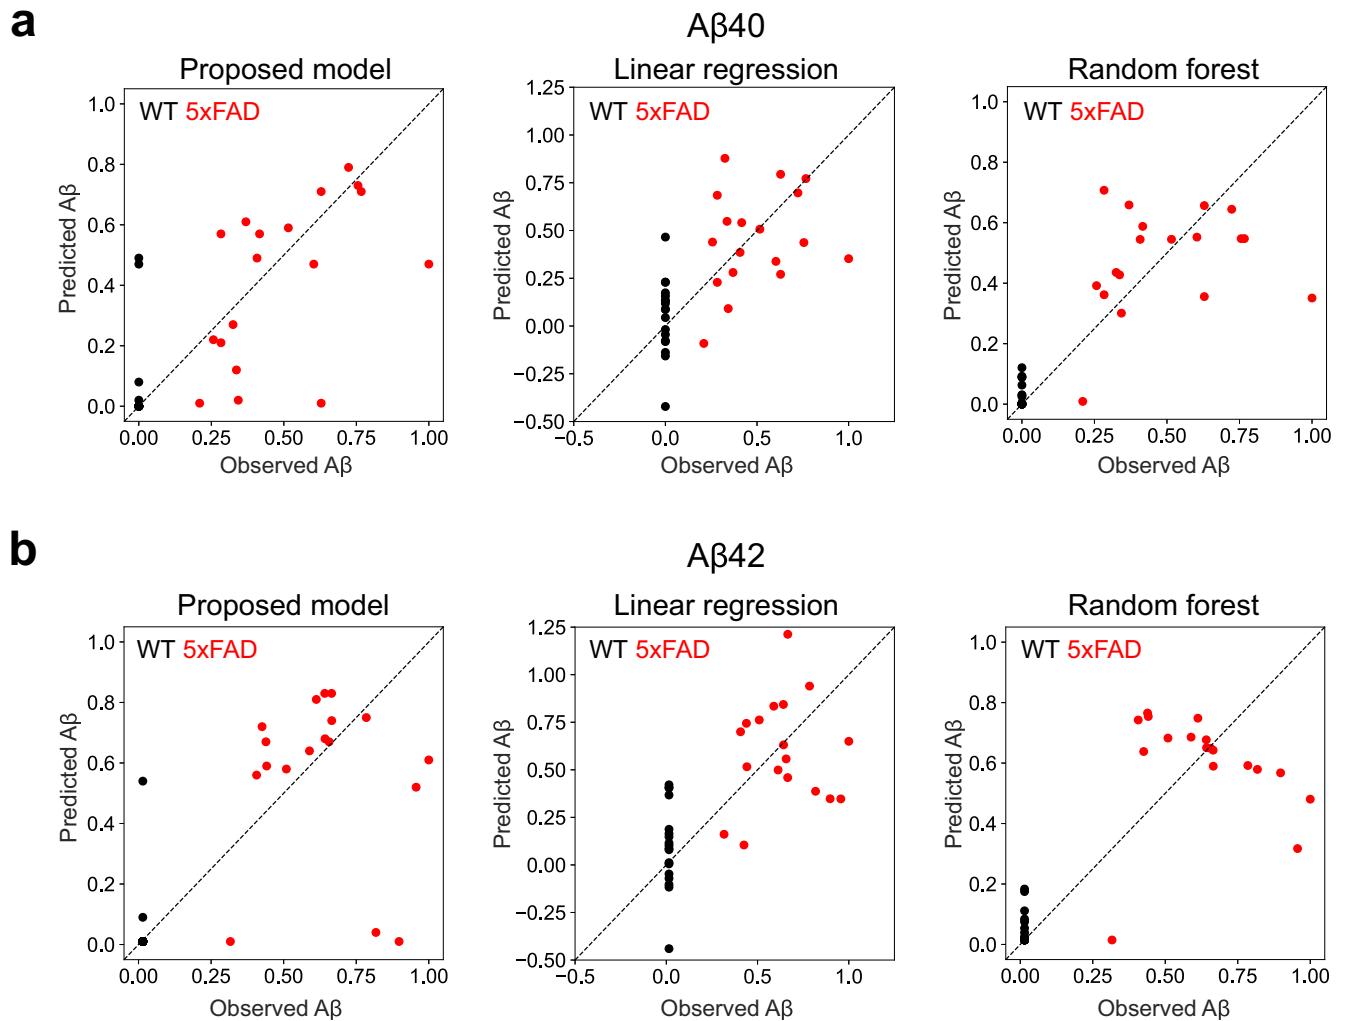 a
Aβ40
Proposed model
Linear regression
Random forest
WT 5xFAD
WT 5xFAD
WT 5xFAD
Predicted Aβ
1.0
0.8
0.6
0.4
0.2
0.0
0.00 0.25 0.50 0.75 1.00
Observed Aβ
Predicted Aβ
1.25
1.00
0.75
0.50
0.25
0.00
−0.25
−0.50
−0.5 0.0 0.5 1.0
Observed Aβ
Predicted Aβ
1.0
0.8
0.6
0.4
0.2
0.0
0.00 0.25 0.50 0.75 1.00
Observed Aβ
b
Aβ42
Proposed model
Linear regression
Random forest
WT 5xFAD
WT 5xFAD
WT 5xFAD
Predicted Aβ
1.0
0.8
0.6
0.4
0.2
0.0
0.00 0.25 0.50 0.75 1.00
Observed Aβ
Predicted Aβ
1.25
1.00
0.75
0.50
0.25
0.00
−0.25
−0.50
−0.5 0.0 0.5 1.0
Observed Aβ
Predicted Aβ
1.0
0.8
0.6
0.4
0.2
0.0
0.00 0.25 0.50 0.75 1.00
Observed Aβ